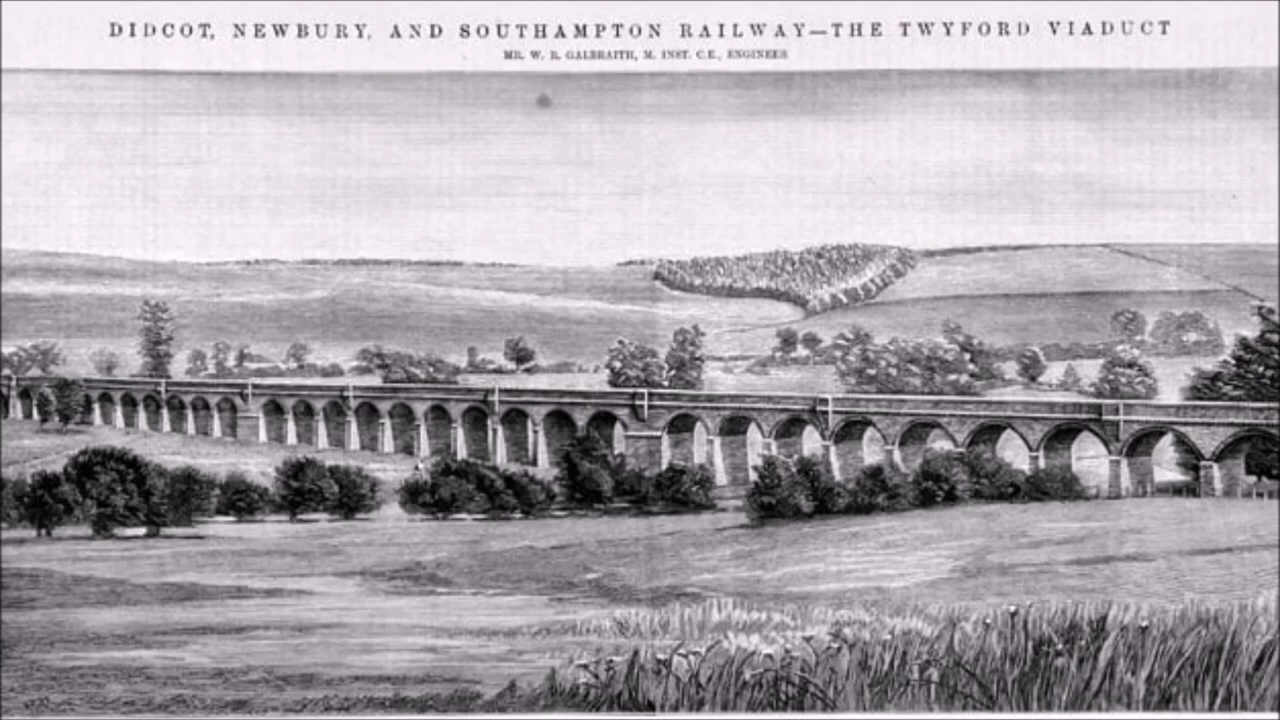 DIDCOT, NEWBURY, AND SOUTHAMPTON RAILWAY—THE TWYFORD VIADUCT
MR. W. R. GALBRAITH, M. INST. C.E., ENGINEER